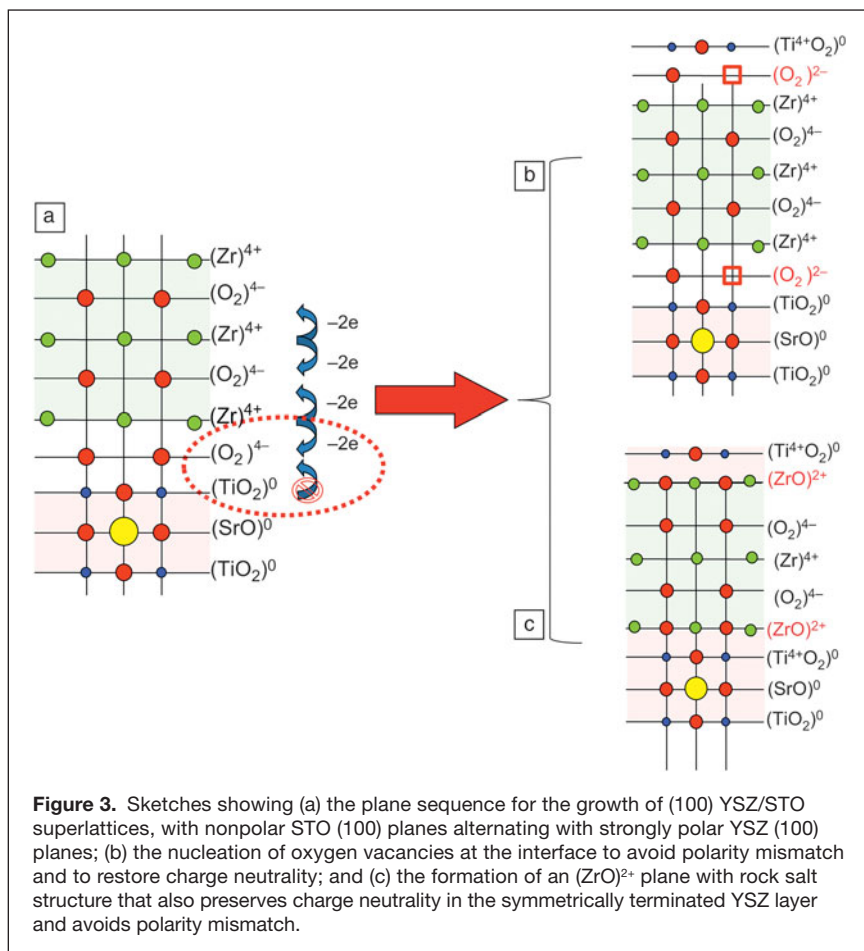 a
(Zr)⁴⁺
(O₂)⁴⁻
(Zr)⁴⁺
(O₂)⁴⁻
(Zr)⁴⁺
(O₂)⁴⁻
(TiO₂)⁰
(SrO)⁰
(TiO₂)⁰
–2e
–2e
–2e
–2e
b
(Ti⁴⁺O₂)⁰
(O₂)²⁻
(Zr)⁴⁺
(O₂)⁴⁻
(Zr)⁴⁺
(O₂)⁴⁻
(Zr)⁴⁺
(O₂)²⁻
(TiO₂)⁰
(SrO)⁰
(TiO₂)⁰
c
(Ti⁴⁺O₂)⁰
(ZrO)²⁺
(O₂)⁴⁻
(Zr)⁴⁺
(O₂)⁴⁻
(ZrO)²⁺
(Ti⁴⁺O₂)⁰
(SrO)⁰
(TiO₂)⁰
Figure 3. Sketches showing (a) the plane sequence for the growth of (100) YSZ/STO
superlattices, with nonpolar STO (100) planes alternating with strongly polar YSZ (100)
planes; (b) the nucleation of oxygen vacancies at the interface to avoid polarity mismatch
and to restore charge neutrality; and (c) the formation of an (ZrO)²⁺ plane with rock salt
structure that also preserves charge neutrality in the symmetrically terminated YSZ layer
and avoids polarity mismatch.